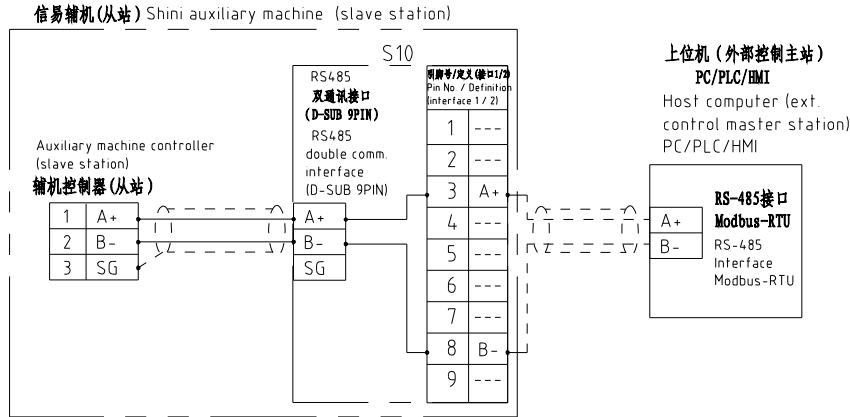 信易辅机(从站) Shini auxiliary machine (slave station)
S10
RS485
双通讯接口
(D-SUB 9PIN)
RS485
double comm.
interface
(D-SUB 9PIN)
引脚号/定义(接口1/2)
Pin No. / Definition
(interface 1 / 2)
1 ---
2 ---
3 A+
4 ---
5 ---
6 ---
7 ---
8 B-
9 ---
Auxiliary machine controller
(slave station)
辅机控制器(从站)
1 A+
2 B-
3 SG
A+
B-
SG
上位机(外部控制主站)
PC/PLC/HMI
Host computer (ext.
control master station)
PC/PLC/HMI
A+
B-
RS-485接口
Modbus-RTU
RS-485
Interface
Modbus-RTU